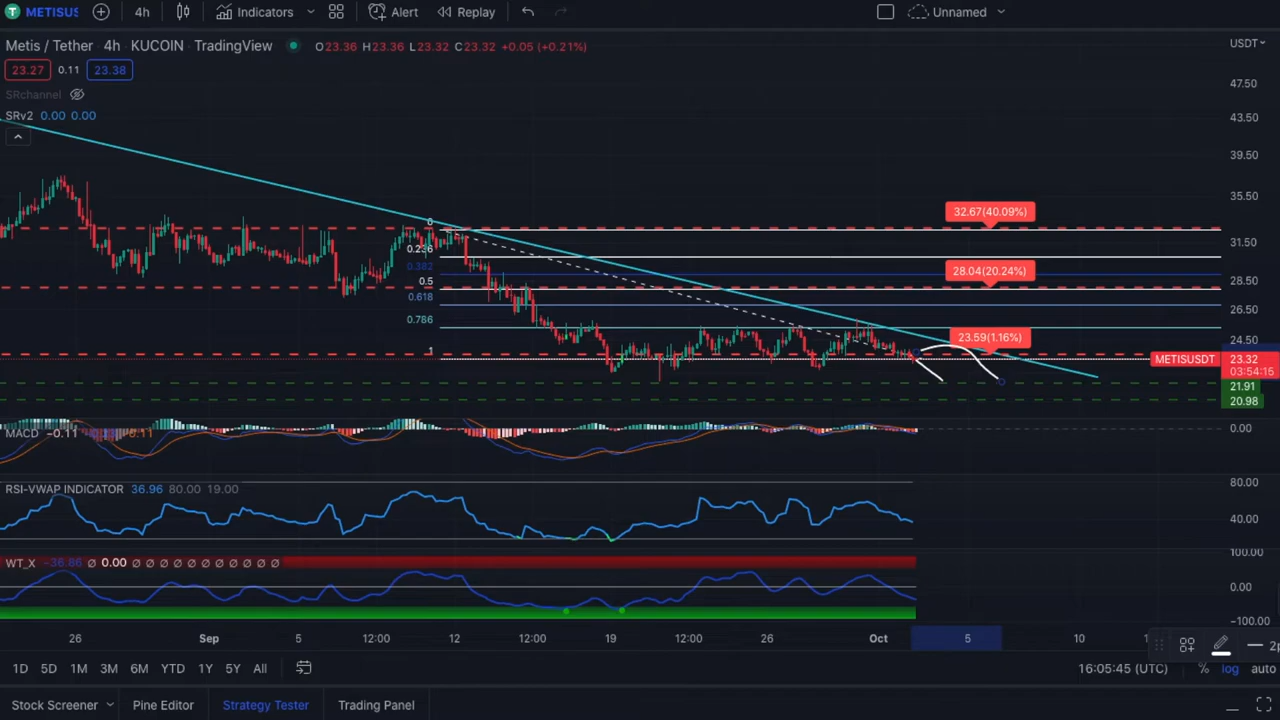 METISUS 4h Indicators Alert Replay Unnamed
Metis / Tether · 4h · KUCOIN · TradingView O23.36 H23.36 L23.32 C23.32 +0.05 (+0.21%) USDT
23.27 0.11 23.38
SRchannel
SRv2 0.00 0.00
47.50
43.50
39.50
35.50
31.50
28.50
26.50
24.50
32.67(40.09%)
28.04(20.24%)
23.59(1.16%)
0
0.236
0.382
0.5
0.618
0.786
1
METISUSDT 23.32
03:54:15
21.91
20.98
MACD −0.11
0.00
RSI-VWAP INDICATOR 36.96 80.00 19.00
80.00
40.00
WT_X −36.86 ∅ 0.00 ∅ ∅ ∅ ∅ ∅ ∅ ∅ ∅ ∅ ∅ ∅
100.00
0.00
−100.00
26 Sep 5 12:00 12 12:00 19 12:00 26 Oct 5 10
1D 5D 1M 3M 6M YTD 1Y 5Y All 16:05:45 (UTC) % log auto
Stock Screener Pine Editor Strategy Tester Trading Panel